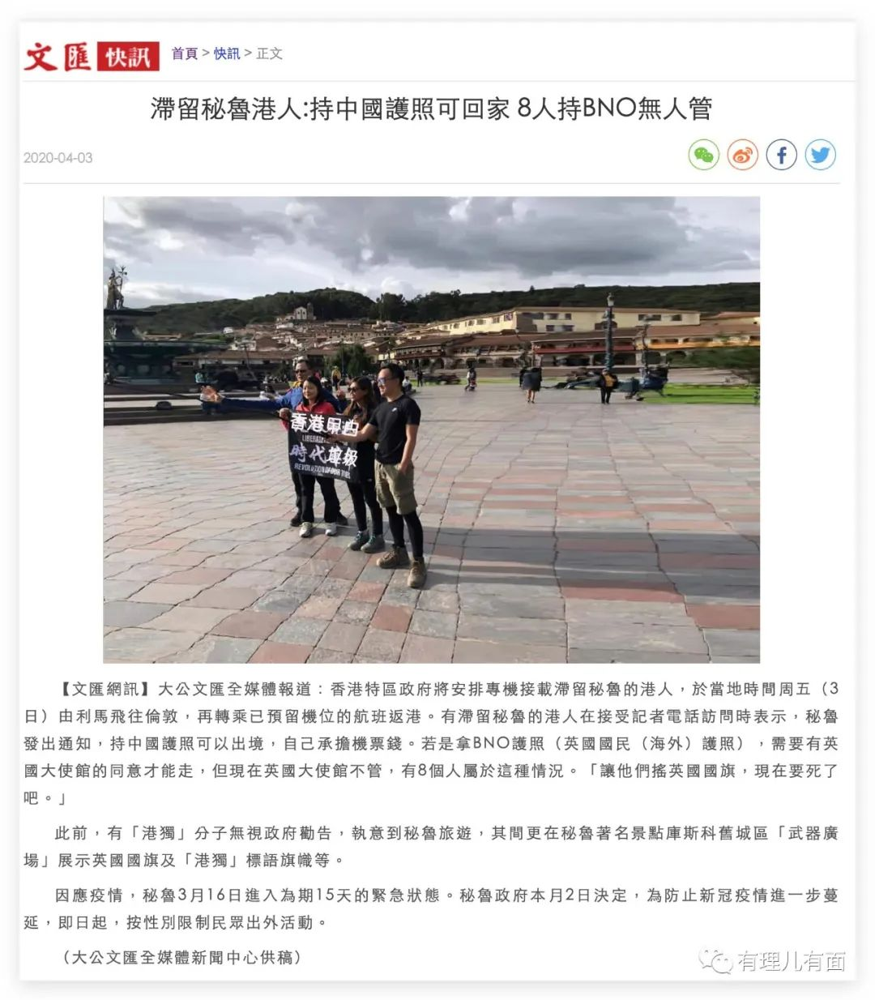 文匯 快訊 首頁 > 快訊 > 正文
滯留秘魯港人:持中國護照可回家 8人持BNO無人管
2020-04-03
香港
時代
REVOLUTION OF OUR
【文匯網訊】大公文匯全媒體報道：香港特區政府將安排專機接載滯留秘魯的港人，於當地時間周五（3
日）由利馬飛往倫敦，再轉乘已預留機位的航班返港。有滯留秘魯的港人在接受記者電話訪問時表示，秘魯
發出通知，持中國護照可以出境，自己承擔機票錢。若是拿BNO護照（英國國民（海外）護照），需要有英
國大使館的同意才能走，但現在英國大使館不管，有8個人屬於這種情況。「讓他們搖英國國旗，現在要死了
吧。」
此前，有「港獨」分子無視政府勸告，執意到秘魯旅遊，其間更在秘魯著名景點庫斯科舊城區「武器廣
場」展示英國國旗及「港獨」標語旗幟等。
因應疫情，秘魯3月16日進入為期15天的緊急狀態。秘魯政府本月2日決定，為防止新冠疫情進一步蔓
延，即日起，按性別限制民眾出外活動。
（大公文匯全媒體新聞中心供稿）
有理儿有面